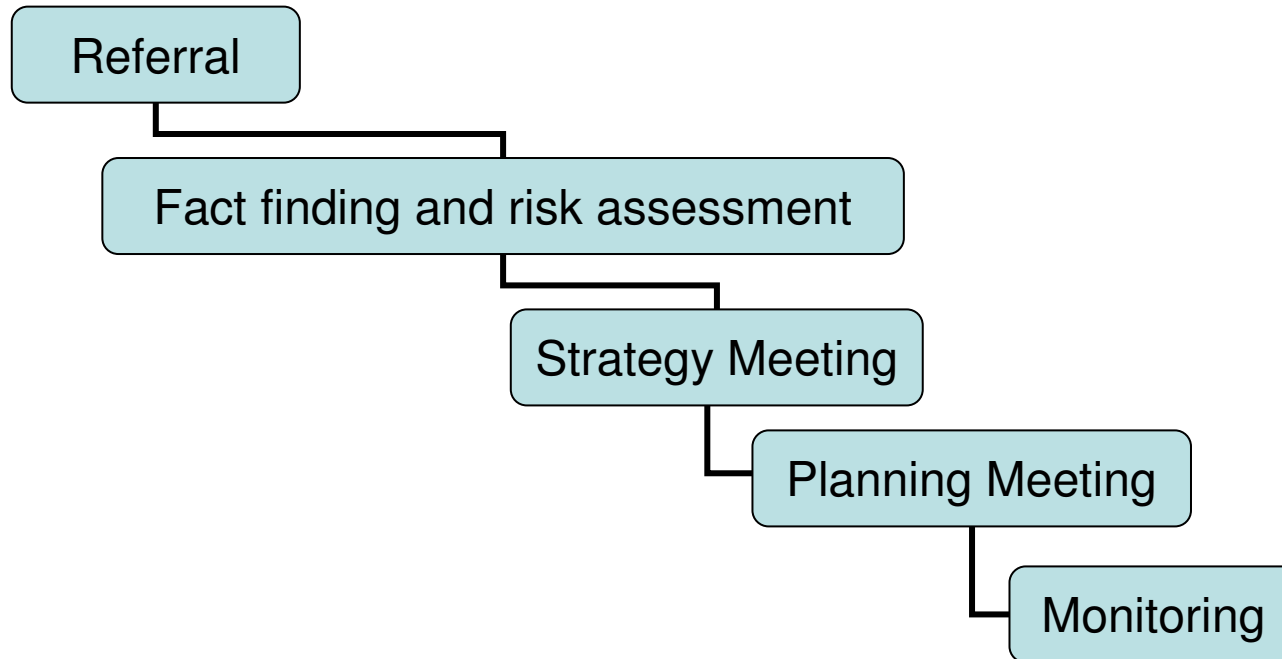 Referral
Fact finding and risk assessment
Strategy Meeting
Planning Meeting
Monitoring